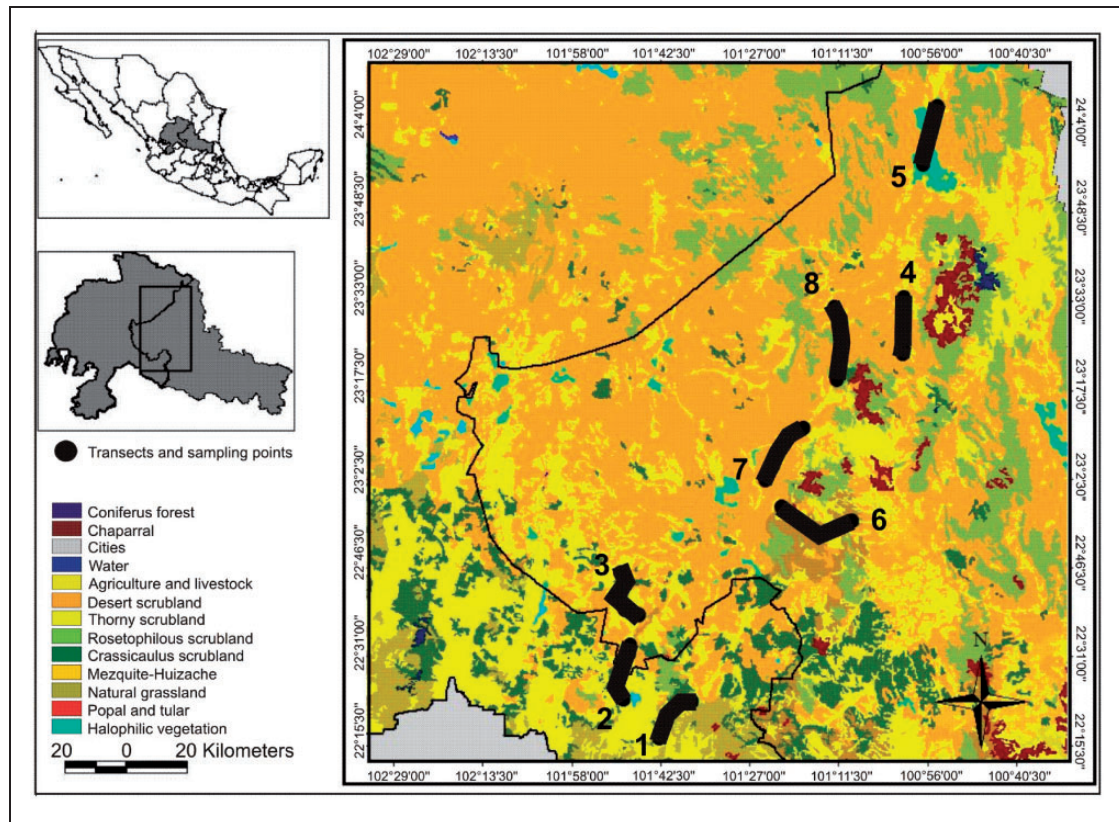 102°29'00" 102°13'30" 101°58'00" 101°42'30" 101°27'00" 101°11'30" 100°56'00" 100°40'30"
24°4'00"
23°48'30"
23°33'00"
23°17'30"
23°2'30"
22°46'30"
22°31'00"
22°15'30"
24°4'00"
23°48'30"
23°33'00"
23°17'30"
23°2'30"
22°46'30"
22°31'00"
22°15'30"
5
4
8
7
6
3
2
1
N
102°29'00" 102°13'30" 101°58'00" 101°42'30" 101°27'00" 101°11'30" 100°56'00" 100°40'30"
Transects and sampling points
Coniferus forest
Chaparral
Cities
Water
Agriculture and livestock
Desert scrubland
Thorny scrubland
Rosetophilous scrubland
Crassicaulus scrubland
Mezquite-Huizache
Natural grassland
Popal and tular
Halophilic vegetation
20 0 20 Kilometers